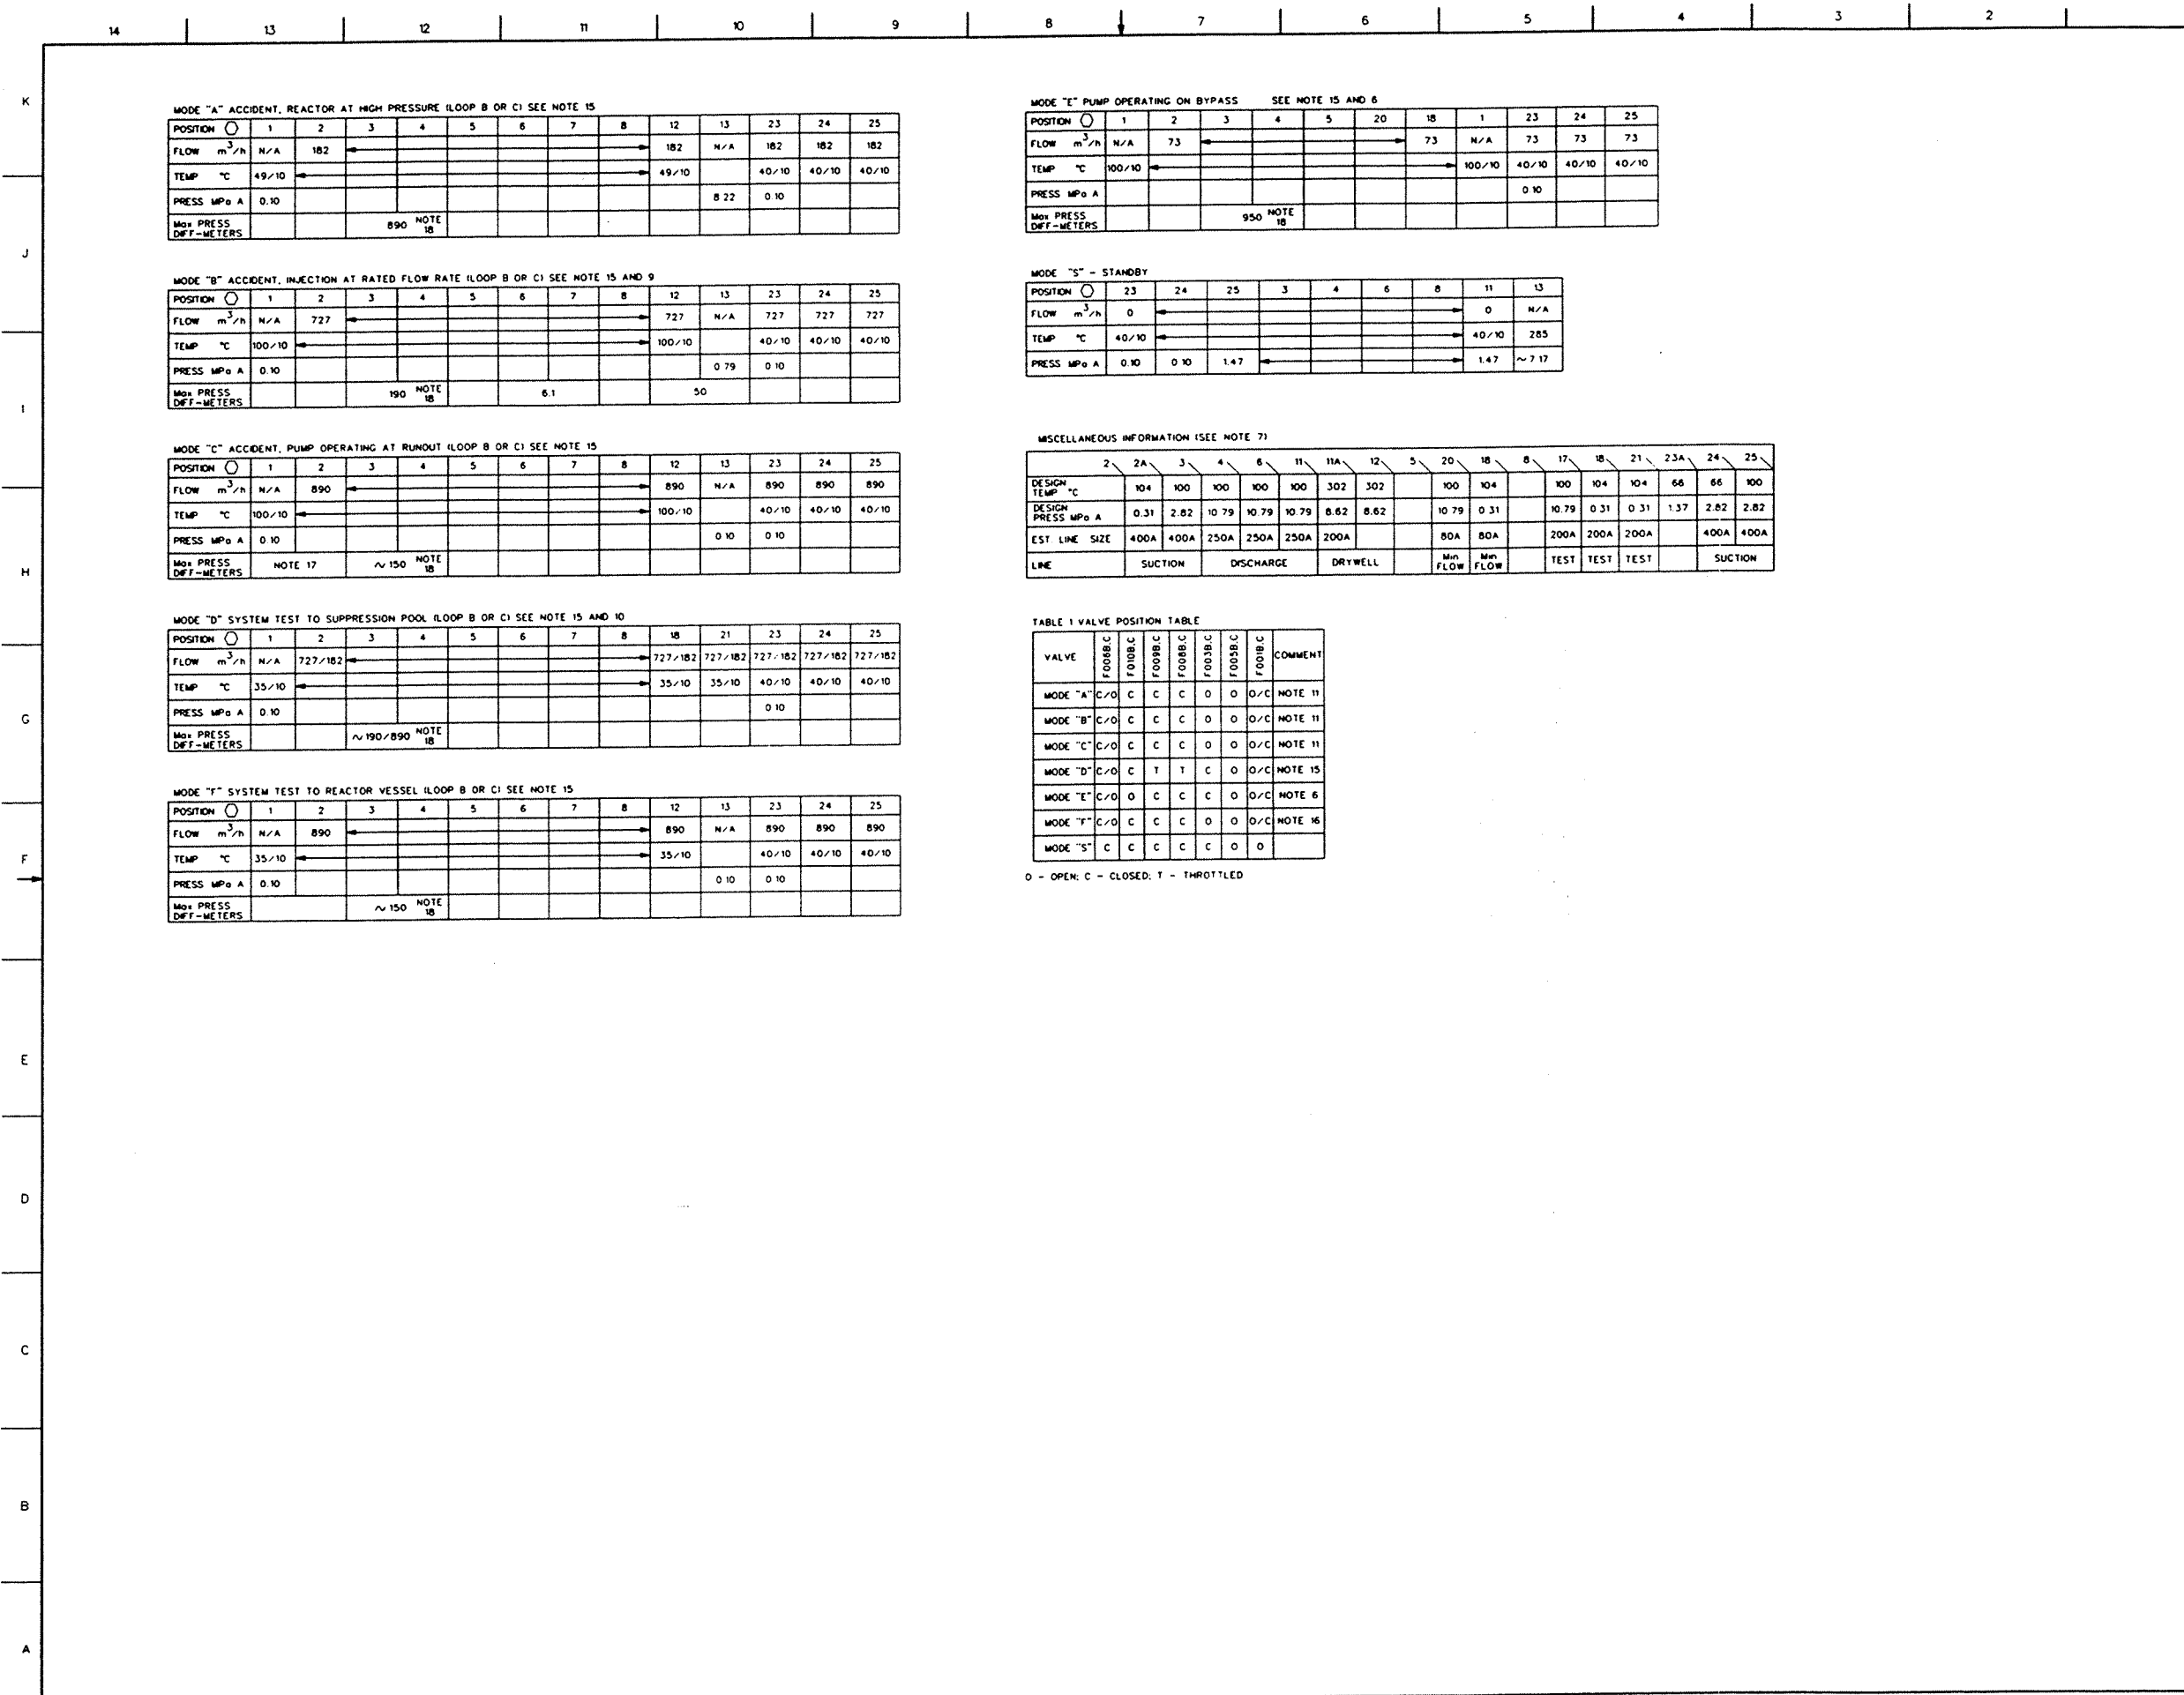 14 13 12 11 10 9 8 7 6 5 4 3 2
K
J
I
H
G
F
E
D
C
B
A
MODE "A" ACCIDENT, REACTOR AT HIGH PRESSURE (LOOP B OR C) SEE NOTE 15
POSITION 1 2 3 4 5 6 7 8 12 13 23 24 25
FLOW m3/h N/A 182 182 N/A 182 182 182
TEMP °C 49/10 49/10 40/10 40/10 40/10
PRESS MPa A 0.10 8 22 0 10
Max PRESS DIFF-METERS 890 NOTE 18
MODE "B" ACCIDENT, INJECTION AT RATED FLOW RATE (LOOP B OR C) SEE NOTE 15 AND 9
POSITION 1 2 3 4 5 6 7 8 12 13 23 24 25
FLOW m3/h N/A 727 727 N/A 727 727 727
TEMP °C 100/10 100/10 40/10 40/10 40/10
PRESS MPa A 0.10 0 79 0 10
Max PRESS DIFF-METERS 190 NOTE 18 6.1 50
MODE "C" ACCIDENT, PUMP OPERATING AT RUNOUT (LOOP B OR C) SEE NOTE 15
POSITION 1 2 3 4 5 6 7 8 12 13 23 24 25
FLOW m3/h N/A 890 890 N/A 890 890 890
TEMP °C 100/10 100/10 40/10 40/10 40/10
PRESS MPa A 0 10 0 10 0 10
Max PRESS DIFF-METERS NOTE 17 ~150 NOTE 18
MODE "D" SYSTEM TEST TO SUPPRESSION POOL (LOOP B OR C) SEE NOTE 15 AND 10
POSITION 1 2 3 4 5 6 7 8 18 21 23 24 25
FLOW m3/h N/A 727/182 727/182 727/182 727/182 727/182 727/182
TEMP °C 35/10 35/10 35/10 40/10 40/10 40/10
PRESS MPa A 0 10 0 10
Max PRESS DIFF-METERS ~190/890 NOTE 18
MODE "F" SYSTEM TEST TO REACTOR VESSEL (LOOP B OR C) SEE NOTE 15
POSITION 1 2 3 4 5 6 7 8 12 13 23 24 25
FLOW m3/h N/A 890 890 N/A 890 890 890
TEMP °C 35/10 35/10 40/10 40/10 40/10
PRESS MPa A 0.10 0 10 0 10
Max PRESS DIFF-METERS ~150 NOTE 18
MODE "E" PUMP OPERATING ON BYPASS SEE NOTE 15 AND 6
POSITION 1 2 3 4 5 20 18 1 23 24 25
FLOW m3/h N/A 73 73 N/A 73 73 73
TEMP °C 100/10 100/10 40/10 40/10 40/10
PRESS MPa A 0 10
Max PRESS DIFF-METERS 950 NOTE 18
MODE "S" - STANDBY
POSITION 23 24 25 3 4 6 8 11 13
FLOW m3/h 0 0 N/A
TEMP °C 40/10 40/10 285
PRESS MPa A 0.10 0 10 1.47 1.47 ~7 17
MISCELLANEOUS INFORMATION (SEE NOTE 7)
2 2A 3 4 6 11 11A 12 5 20 18 8 17 18 21 23A 24 25
DESIGN TEMP °C 104 100 100 100 100 302 302 100 104 100 104 104 66 66 100
DESIGN PRESS MPa A 0.31 2.82 10 79 10.79 10.79 8.62 8.62 10 79 0 31 10.79 0 31 0 31 1.37 2.82 2.82
EST. LINE SIZE 400A 400A 250A 250A 250A 200A 80A 80A 200A 200A 200A 400A 400A
LINE SUCTION DISCHARGE DRYWELL Min FLOW Min FLOW TEST TEST TEST SUCTION
TABLE 1 VALVE POSITION TABLE
VALVE F006B.C F010B.C F009B.C F008B.C F003B.C F005B.C F001B.C COMMENT
MODE "A" C/O C C C O O O/C NOTE 11
MODE "B" C/O C C C O O O/C NOTE 11
MODE "C" C/O C C C O O O/C NOTE 11
MODE "D" C/O C T T C O O/C NOTE 15
MODE "E" C/O O C C C O O/C NOTE 6
MODE "F" C/O C C C O O O/C NOTE 16
MODE "S" C C C C C O O
O - OPEN; C - CLOSED; T - THROTTLED